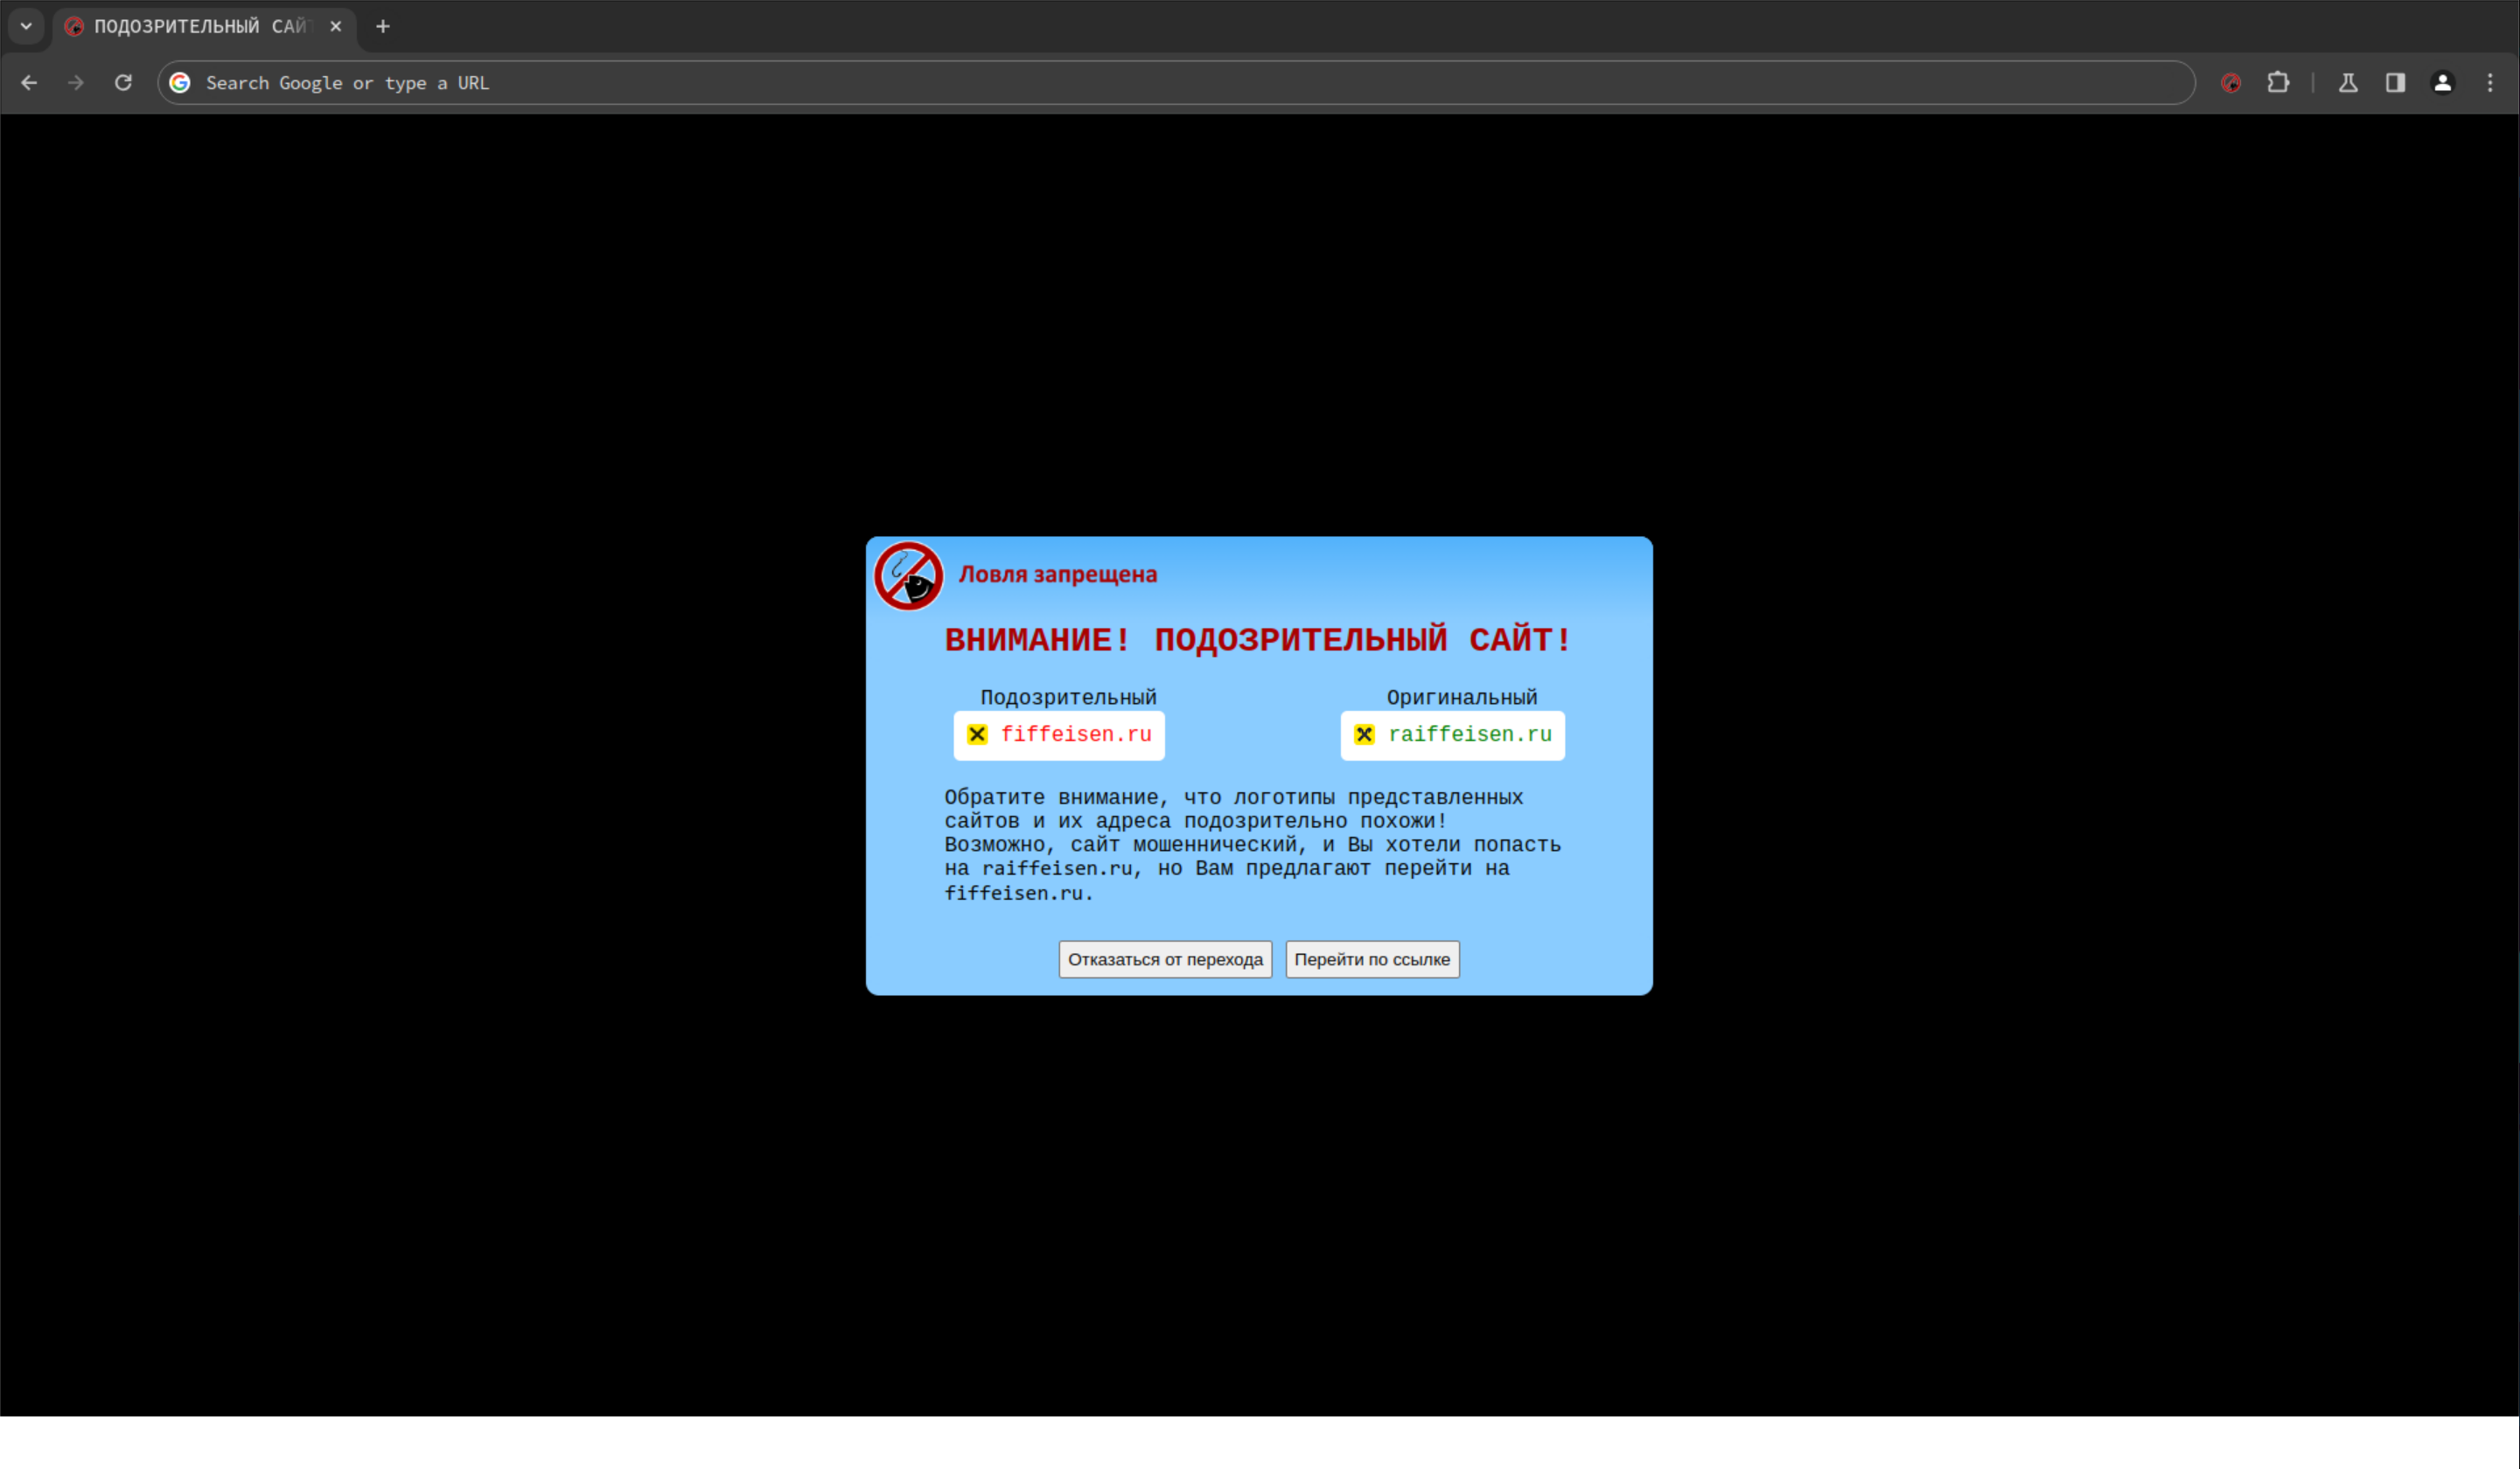 ПОДОЗРИТЕЛЬНЫЙ САЙТ
Search Google or type a URL
Ловля запрещена
ВНИМАНИЕ! ПОДОЗРИТЕЛЬНЫЙ САЙТ!
Подозрительный Оригинальный
fiffeisen.ru raiffeisen.ru
Обратите внимание, что логотипы представленных
сайтов и их адреса подозрительно похожи!
Возможно, сайт мошеннический, и Вы хотели попасть
на raiffeisen.ru, но Вам предлагают перейти на
fiffeisen.ru.
Отказаться от перехода Перейти по ссылке